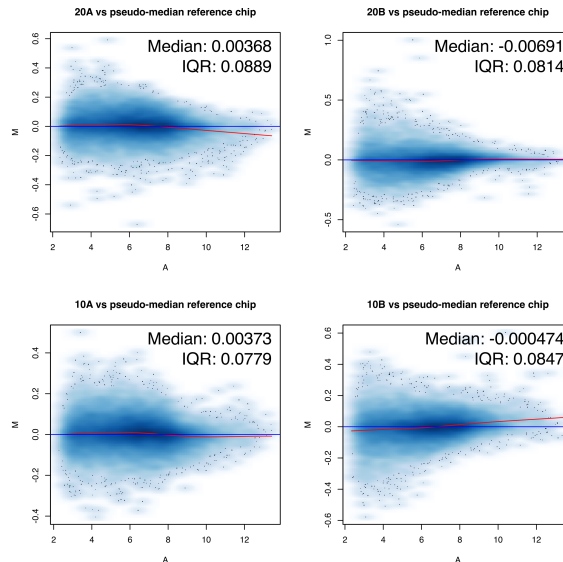 20A vs pseudo-median reference chip
Median: 0.00368
IQR: 0.0889
M
0.6
0.4
0.2
0.0
-0.2
-0.4
-0.6
2 4 6 8 10 12
A
20B vs pseudo-median reference chip
Median: -0.00691
IQR: 0.0814
M
1.0
0.5
0.0
-0.5
2 4 6 8 10 12
A
10A vs pseudo-median reference chip
Median: 0.00373
IQR: 0.0779
M
0.4
0.2
0.0
-0.2
-0.4
2 4 6 8 10 12
A
10B vs pseudo-median reference chip
Median: -0.000474
IQR: 0.0847
M
0.6
0.4
0.2
0.0
-0.2
-0.4
-0.6
2 4 6 8 10 12
A